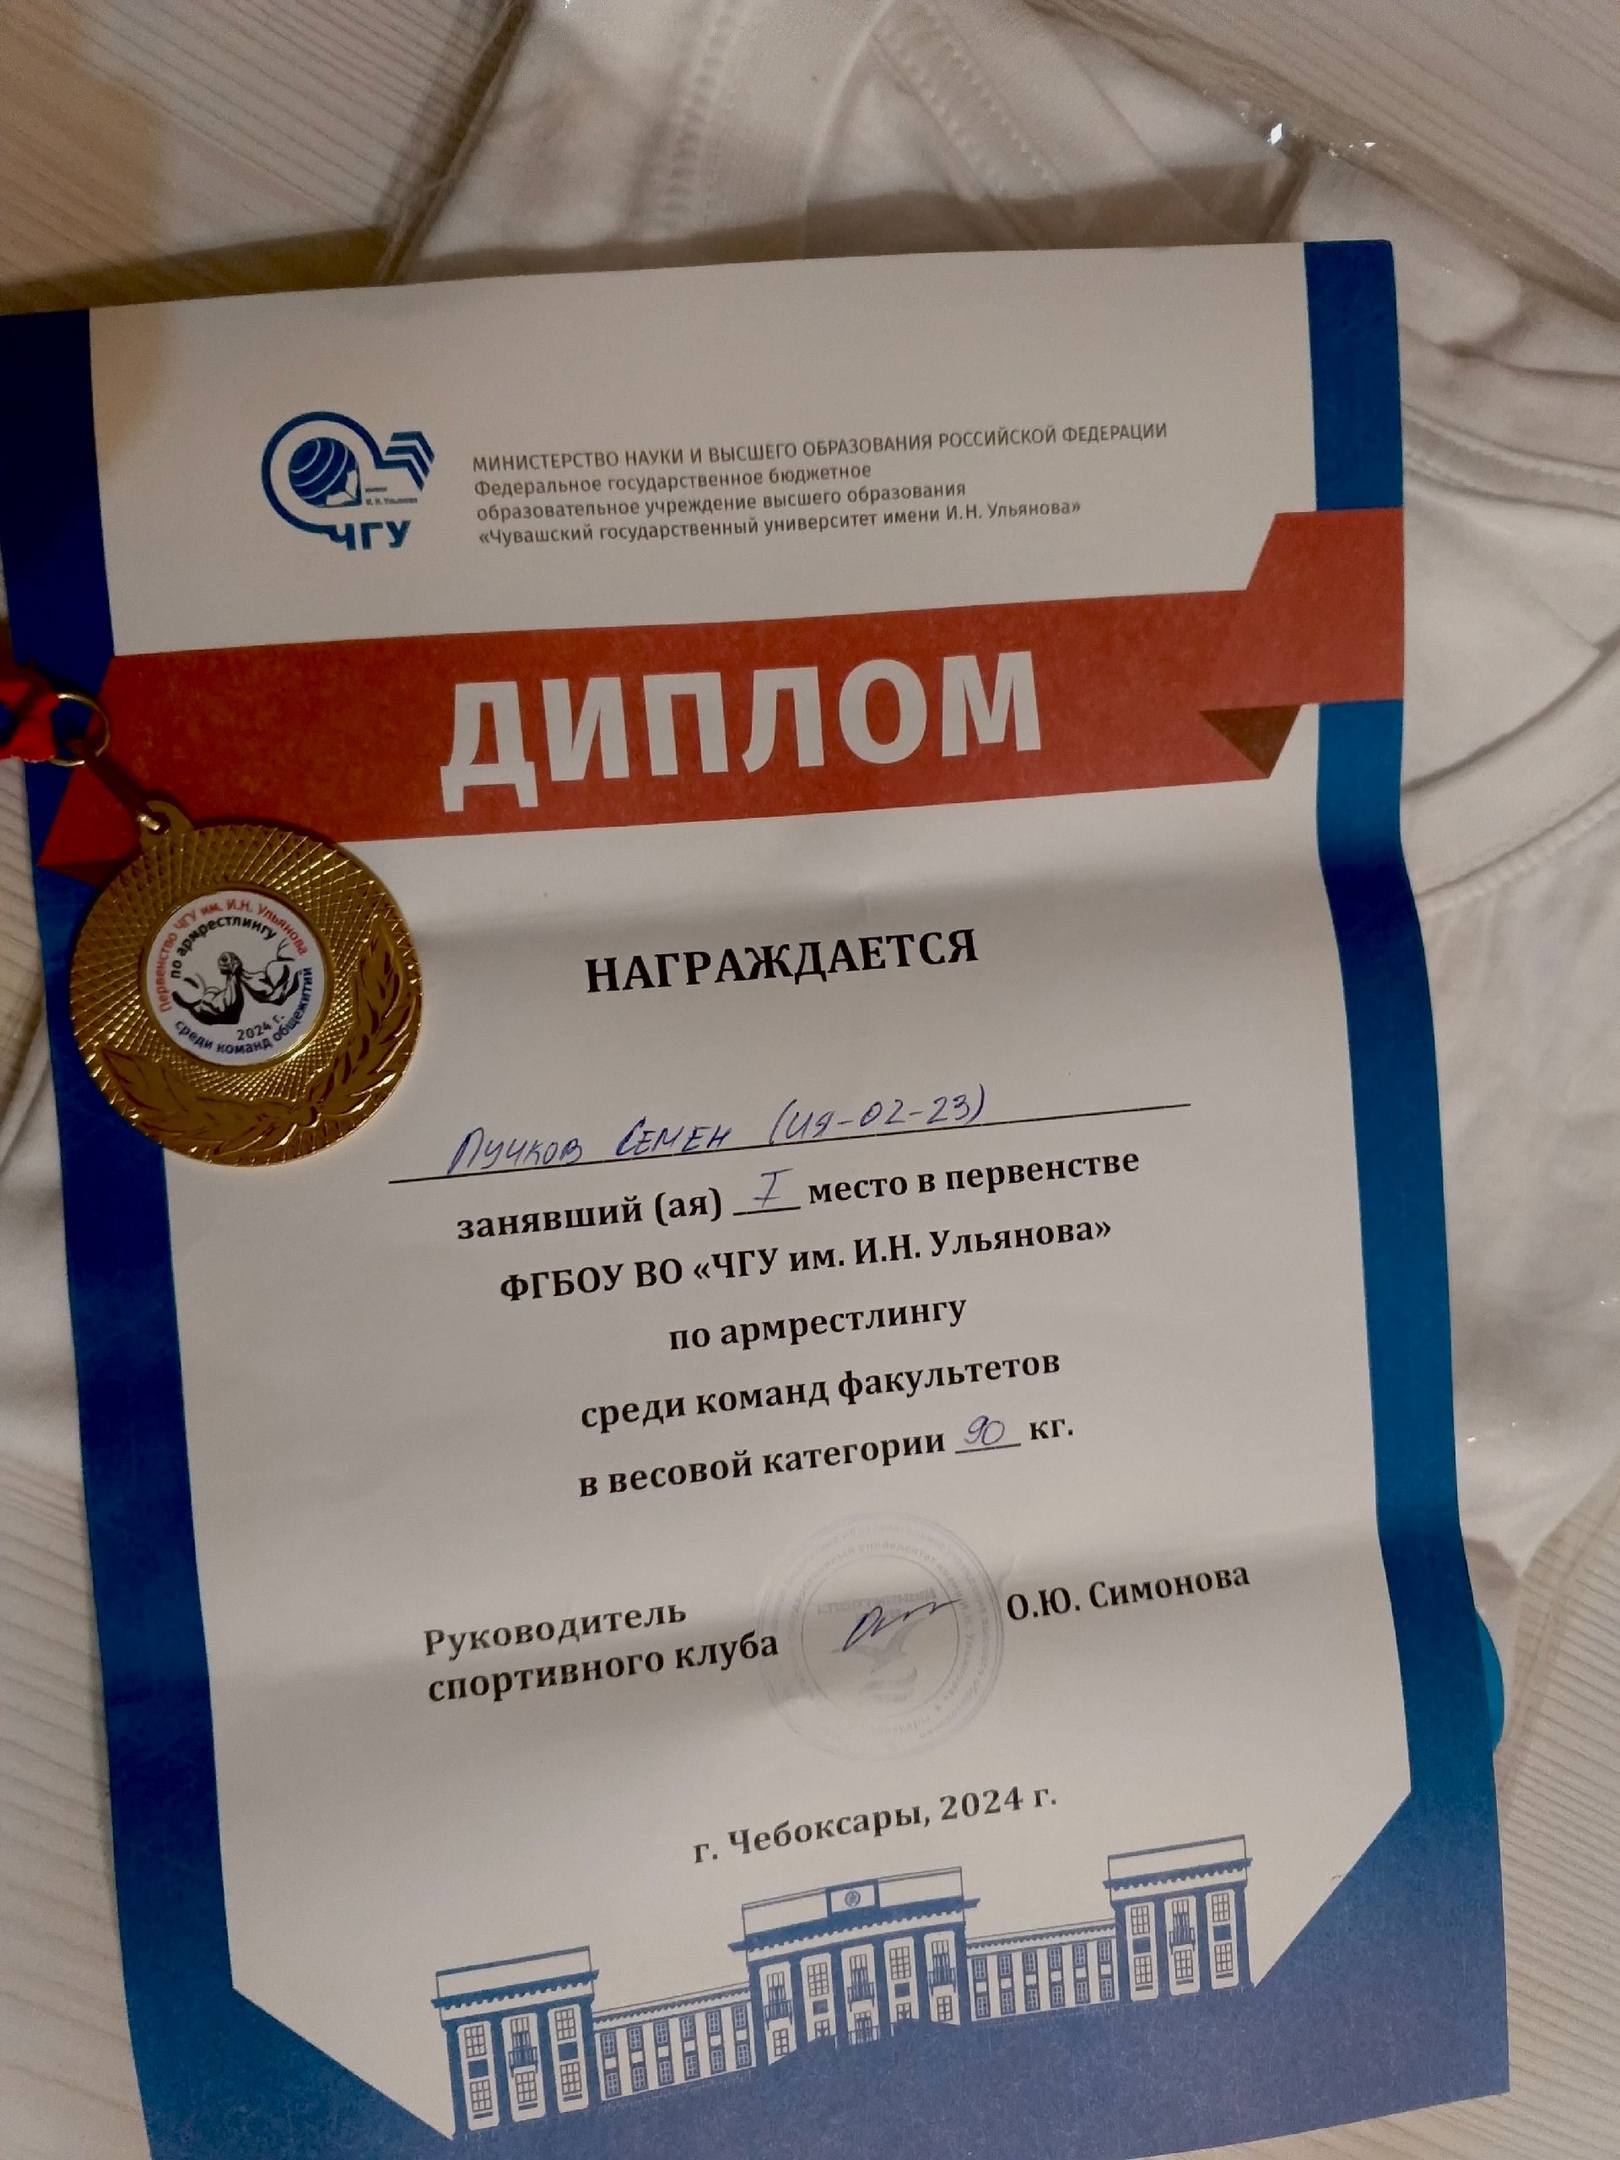 МИНИСТЕРСТВО НАУКИ И ВЫСШЕГО ОБРАЗОВАНИЯ РОССИЙСКОЙ ФЕДЕРАЦИИ
Федеральное государственное бюджетное
образовательное учреждение высшего образования
«Чувашский государственный университет имени И.Н. Ульянова»
ЧГУ
ДИПЛОМ
Первенство ЧГУ им. И.Н. Ульянова
по армрестлингу
2024 г.
среди команд общежитий
НАГРАЖДАЕТСЯ
Пучков Семен (ИЯ-02-23)
занявший (ая) I место в первенстве
ФГБОУ ВО «ЧГУ им. И.Н. Ульянова»
по армрестлингу
среди команд факультетов
в весовой категории 90 кг.
Руководитель
спортивного клуба
О.Ю. Симонова
г. Чебоксары, 2024 г.